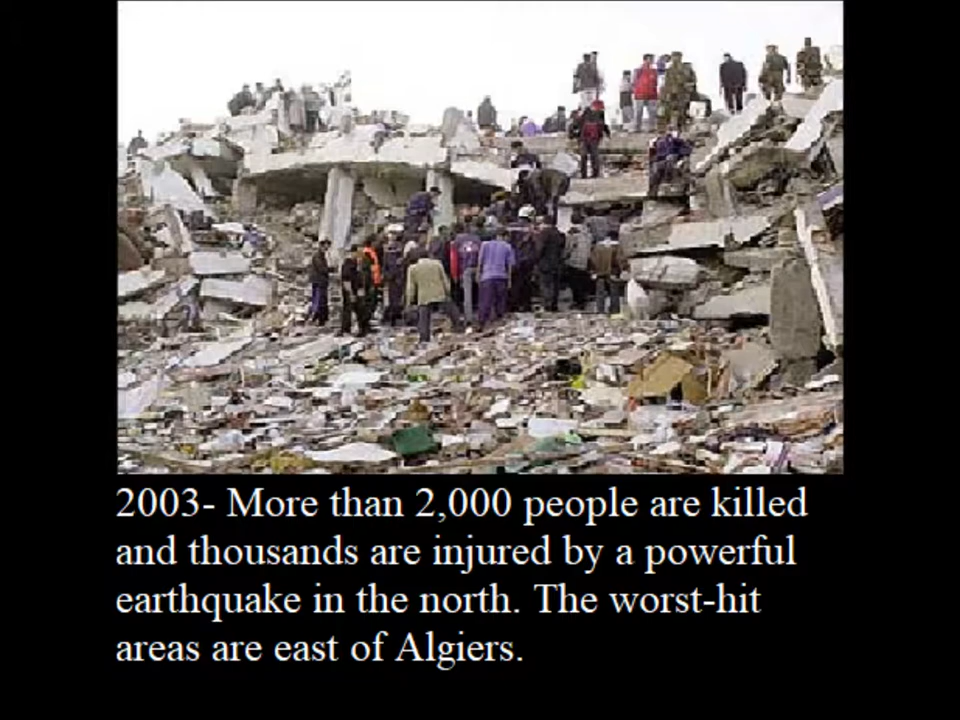 2003- More than 2,000 people are killed
and thousands are injured by a powerful
earthquake in the north. The worst-hit
areas are east of Algiers.